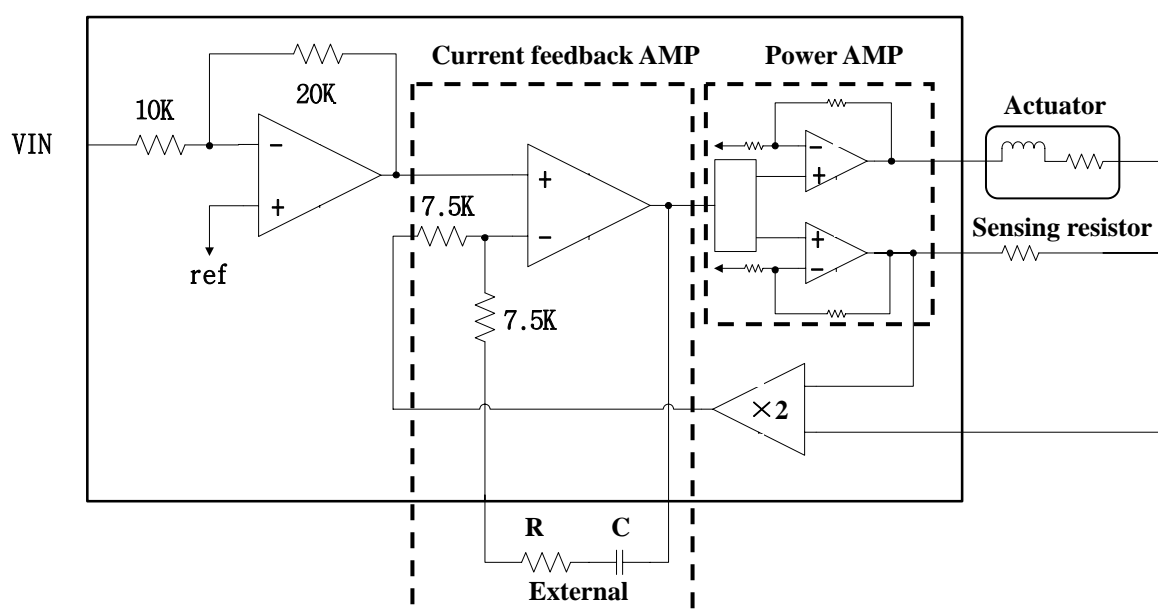 Current feedback AMP
Power AMP
20K
10K
Actuator
VIN
−
+
ref
7.5K
+
−
7.5K
−
+
+
−
Sensing resistor
×2
R
C
External